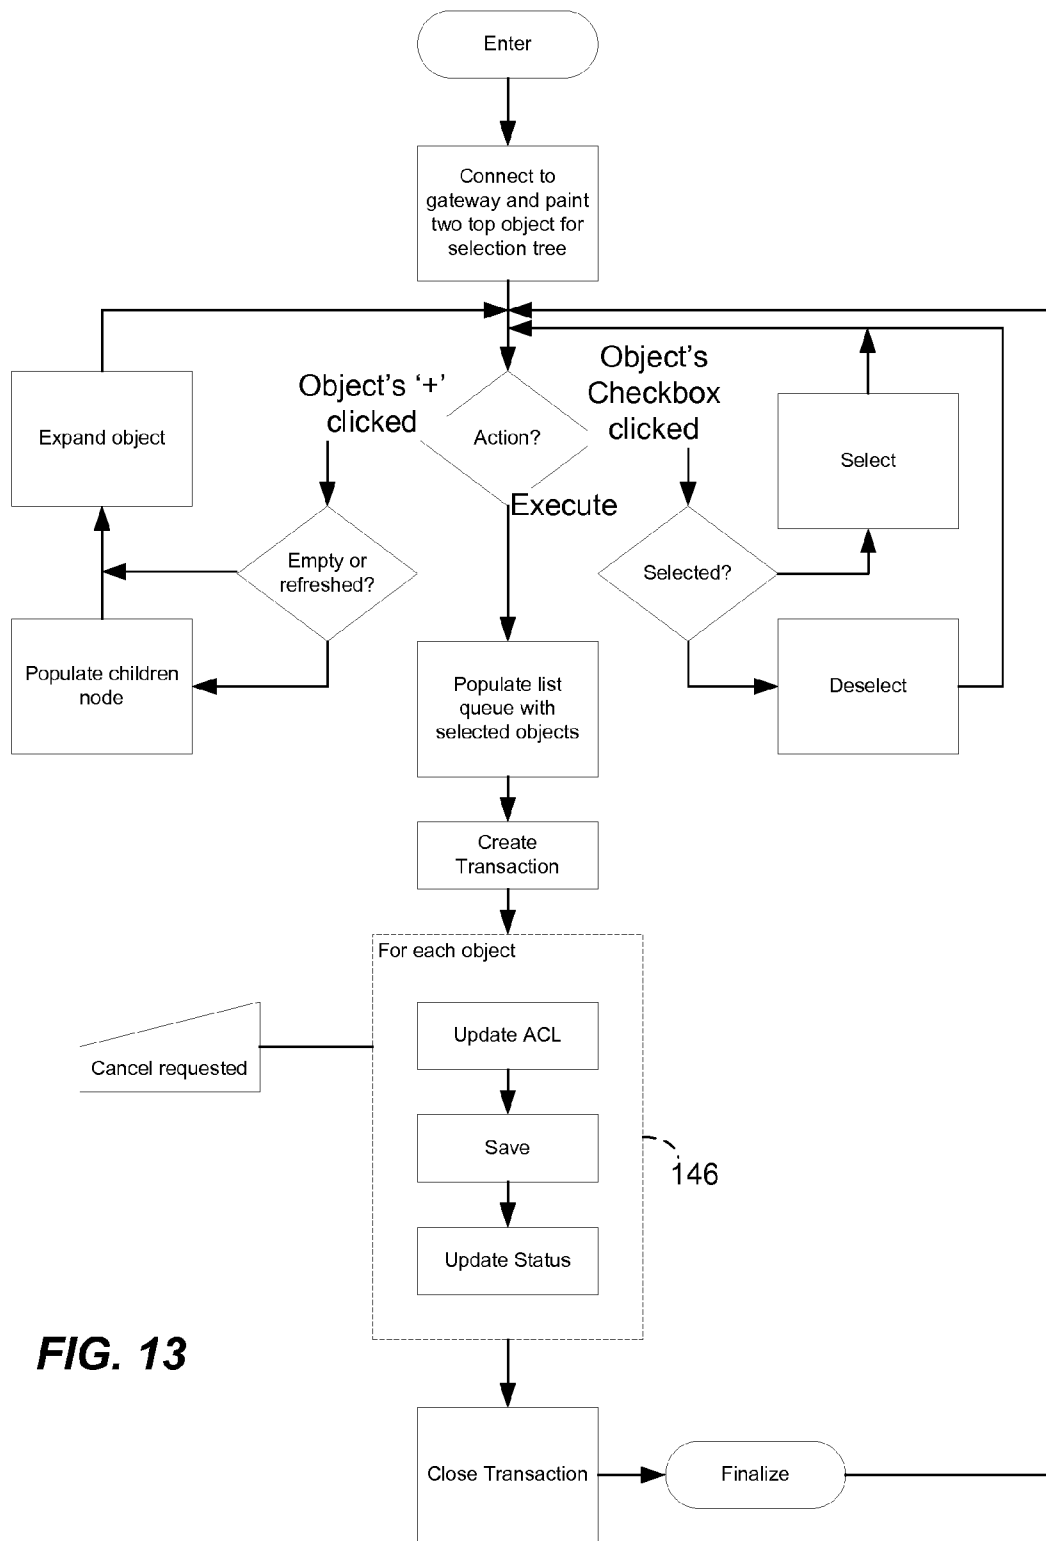 Enter
Connect to
gateway and paint
two top object for
selection tree
Expand object
Object's '+'
clicked
Action?
Object's
Checkbox
clicked
Select
Execute
Empty or
refreshed?
Selected?
Populate children
node
Populate list
queue with
selected objects
Deselect
Create
Transaction
For each object
Update ACL
Cancel requested
Save
146
Update Status
FIG. 13
Close Transaction
Finalize